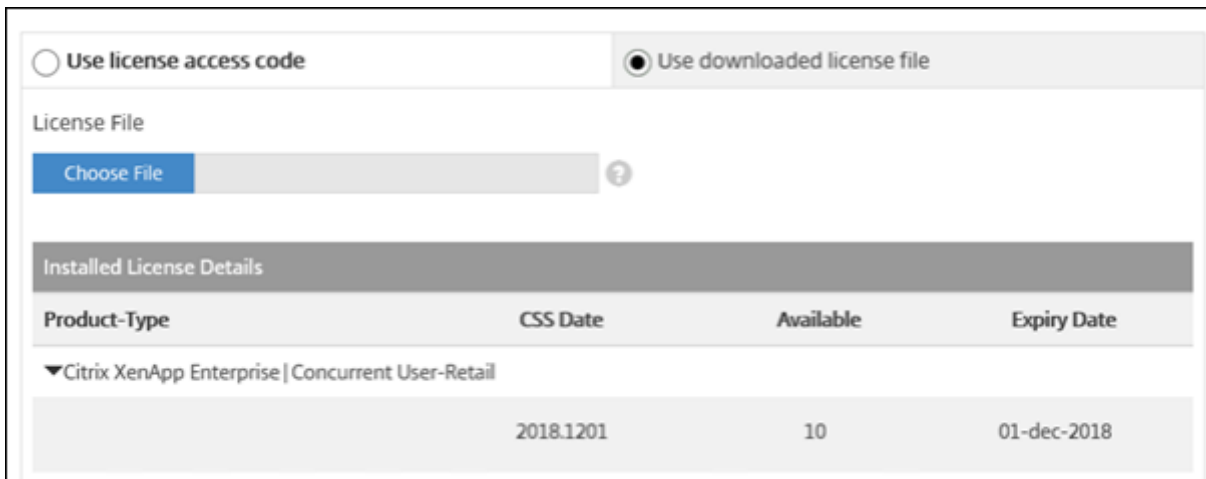 Use license access code
Use downloaded license file
License File
Choose File
?
Installed License Details
Product-Type CSS Date Available Expiry Date
Citrix XenApp Enterprise|Concurrent User-Retail
2018.1201 10 01-dec-2018